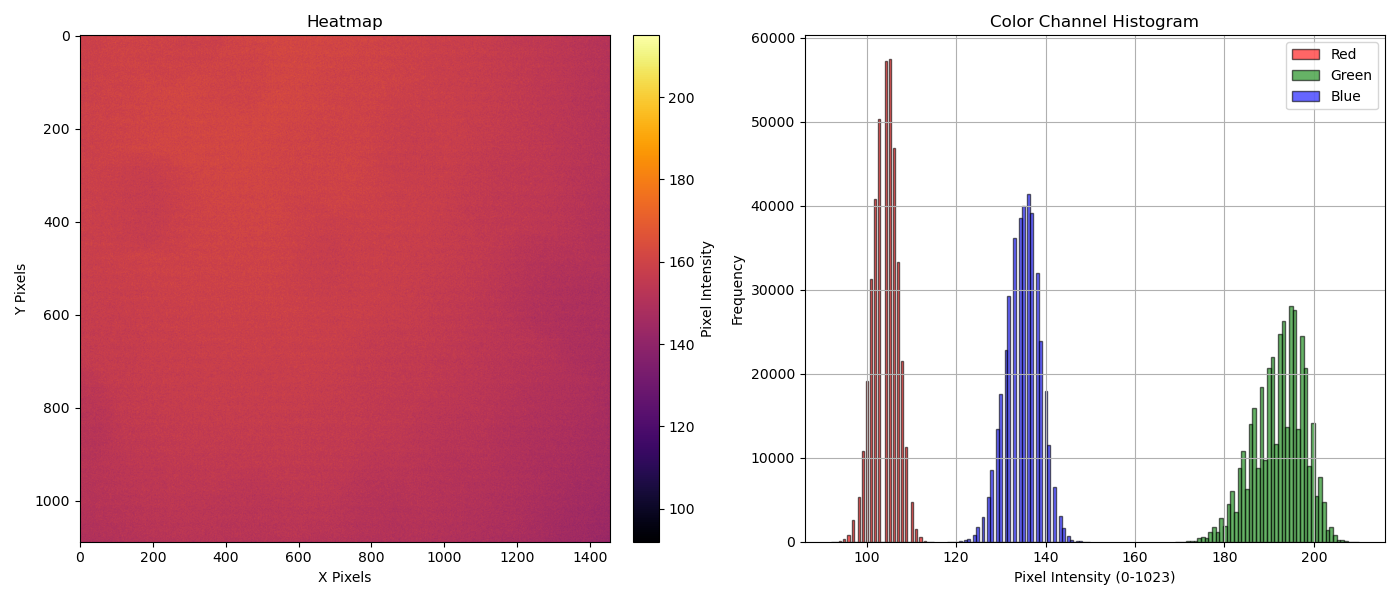 Heatmap
0
200
400
600
800
1000
Y Pixels
0 200 400 600 800 1000 1200 1400
X Pixels
200
180
160
140
120
100
Pixel Intensity
Color Channel Histogram
60000
50000
40000
30000
20000
10000
0
Frequency
100 120 140 160 180 200
Pixel Intensity (0-1023)
Red
Green
Blue